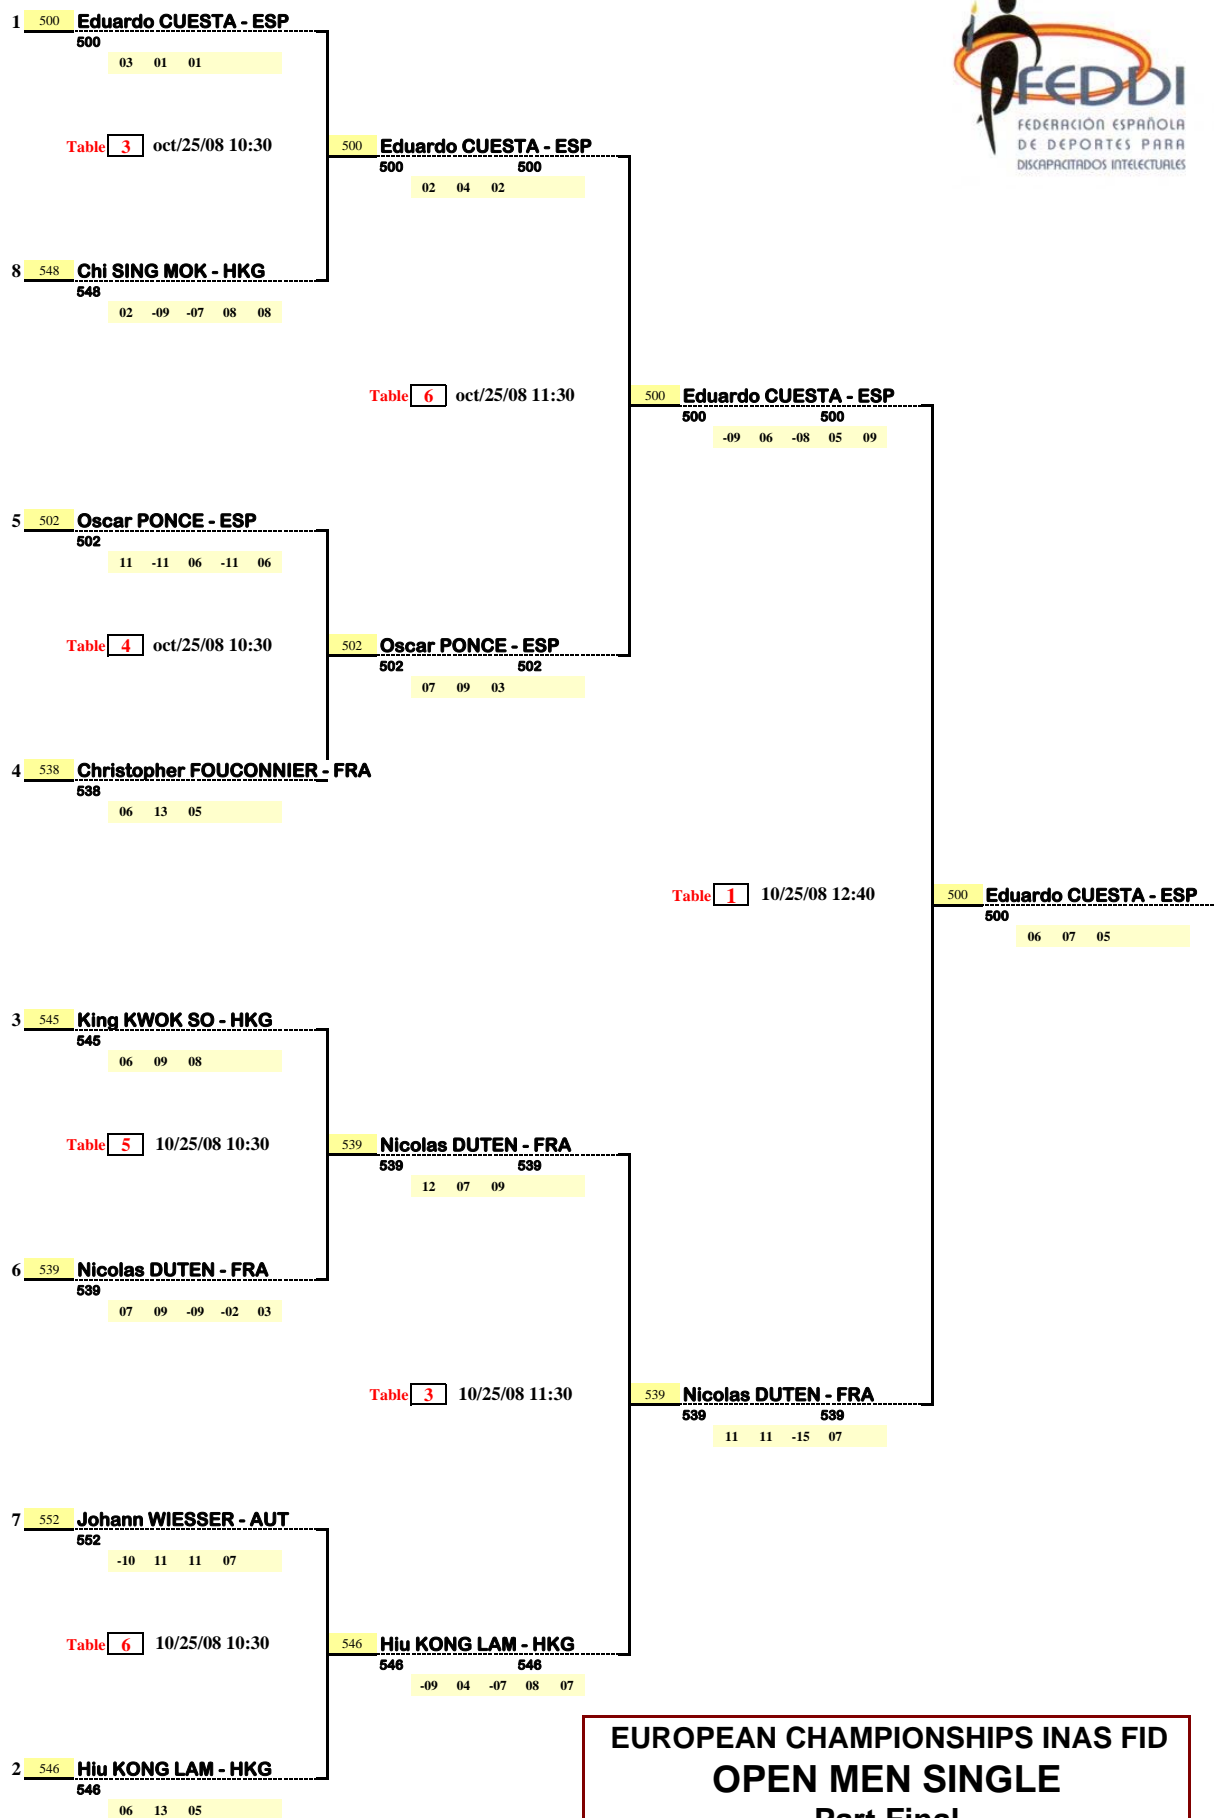 1 500 Eduardo CUESTA - ESP
500
03 01 01
FEDDI
FEDERACIÓN ESPAÑOLA
DE DEPORTES PARA
DISCAPACITADOS INTELECTUALES
Table 3 oct/25/08 10:30
500 Eduardo CUESTA - ESP
500 500
02 04 02
8 548 Chi SING MOK - HKG
548
02 -09 -07 08 08
Table 6 oct/25/08 11:30
500 Eduardo CUESTA - ESP
500 500
-09 06 -08 05 09
5 502 Oscar PONCE - ESP
502
11 -11 06 -11 06
Table 4 oct/25/08 10:30
502 Oscar PONCE - ESP
502 502
07 09 03
4 538 Christopher FOUCONNIER - FRA
538
06 13 05
Table 1 10/25/08 12:40
500 Eduardo CUESTA - ESP
500
06 07 05
3 545 King KWOK SO - HKG
545
06 09 08
Table 5 10/25/08 10:30
539 Nicolas DUTEN - FRA
539 539
12 07 09
6 539 Nicolas DUTEN - FRA
539
07 09 -09 -02 03
Table 3 10/25/08 11:30
539 Nicolas DUTEN - FRA
539 539
11 11 -15 07
7 552 Johann WIESSER - AUT
552
-10 11 11 07
Table 6 10/25/08 10:30
546 Hiu KONG LAM - HKG
546 546
-09 04 -07 08 07
2 546 Hiu KONG LAM - HKG
546
06 13 05
EUROPEAN CHAMPIONSHIPS INAS FID
OPEN MEN SINGLE
Part Final